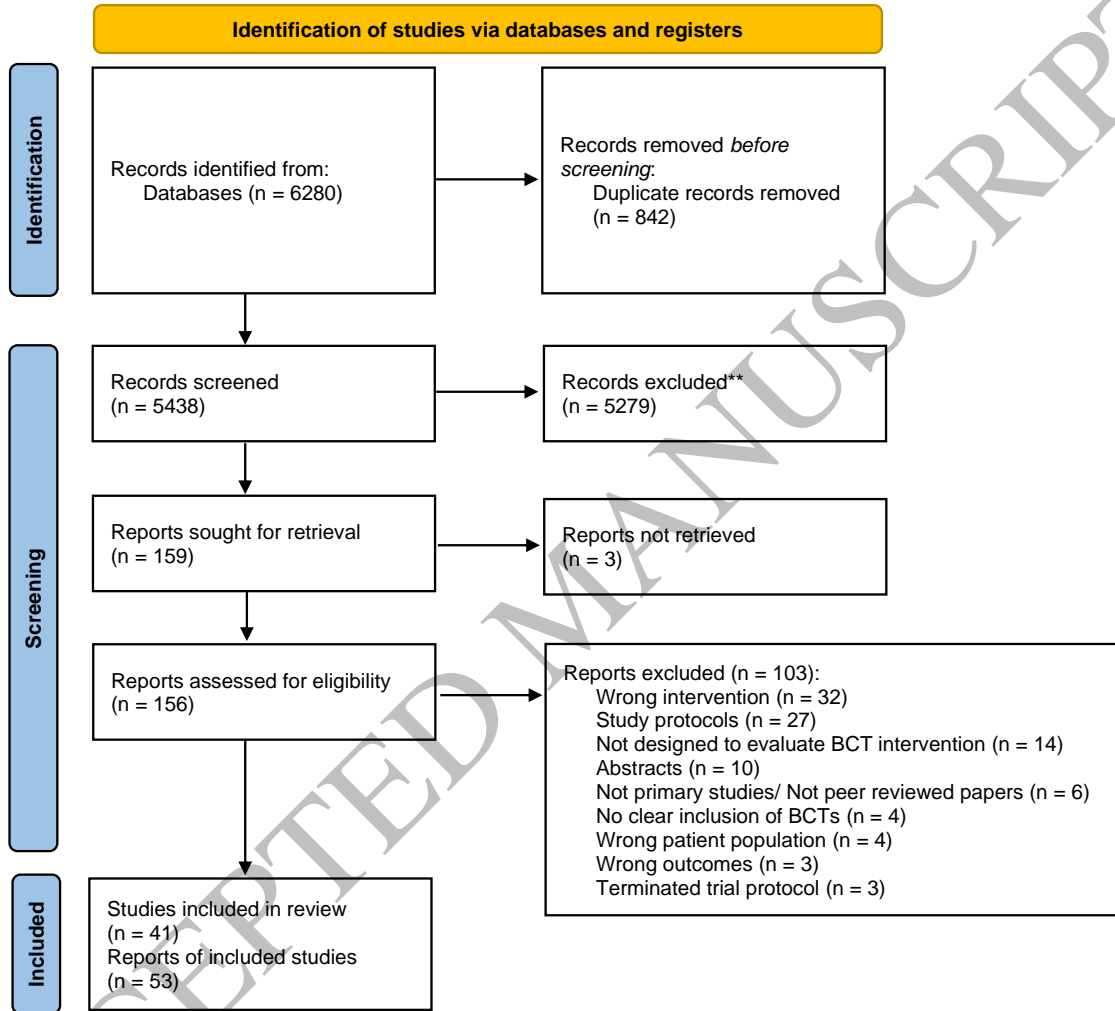 Identification of studies via databases and registers
Identification
Records identified from:
Databases (n = 6280)
Records removed before
screening:
Duplicate records removed
(n = 842)
Screening
Records screened
(n = 5438)
Records excluded**
(n = 5279)
Reports sought for retrieval
(n = 159)
Reports not retrieved
(n = 3)
Reports assessed for eligibility
(n = 156)
Reports excluded (n = 103):
Wrong intervention (n = 32)
Study protocols (n = 27)
Not designed to evaluate BCT intervention (n = 14)
Abstracts (n = 10)
Not primary studies/ Not peer reviewed papers (n = 6)
No clear inclusion of BCTs (n = 4)
Wrong patient population (n = 4)
Wrong outcomes (n = 3)
Terminated trial protocol (n = 3)
Included
Studies included in review
(n = 41)
Reports of included studies
(n = 53)
CEPTED MANUSCRIPT